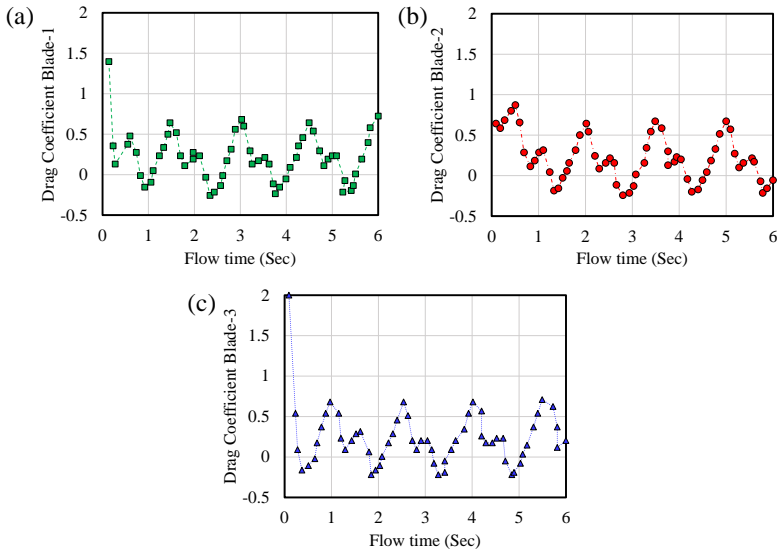 (a)
Drag Coefficient Blade-1
2
1.5
1
0.5
0
-0.5
0 1 2 3 4 5 6
Flow time (Sec)
(b)
Drag Coefficient Blade-2
2
1.5
1
0.5
0
-0.5
0 1 2 3 4 5 6
Flow time (Sec)
(c)
Drag Coefficient Blade-3
2
1.5
1
0.5
0
-0.5
0 1 2 3 4 5 6
Flow time (Sec)